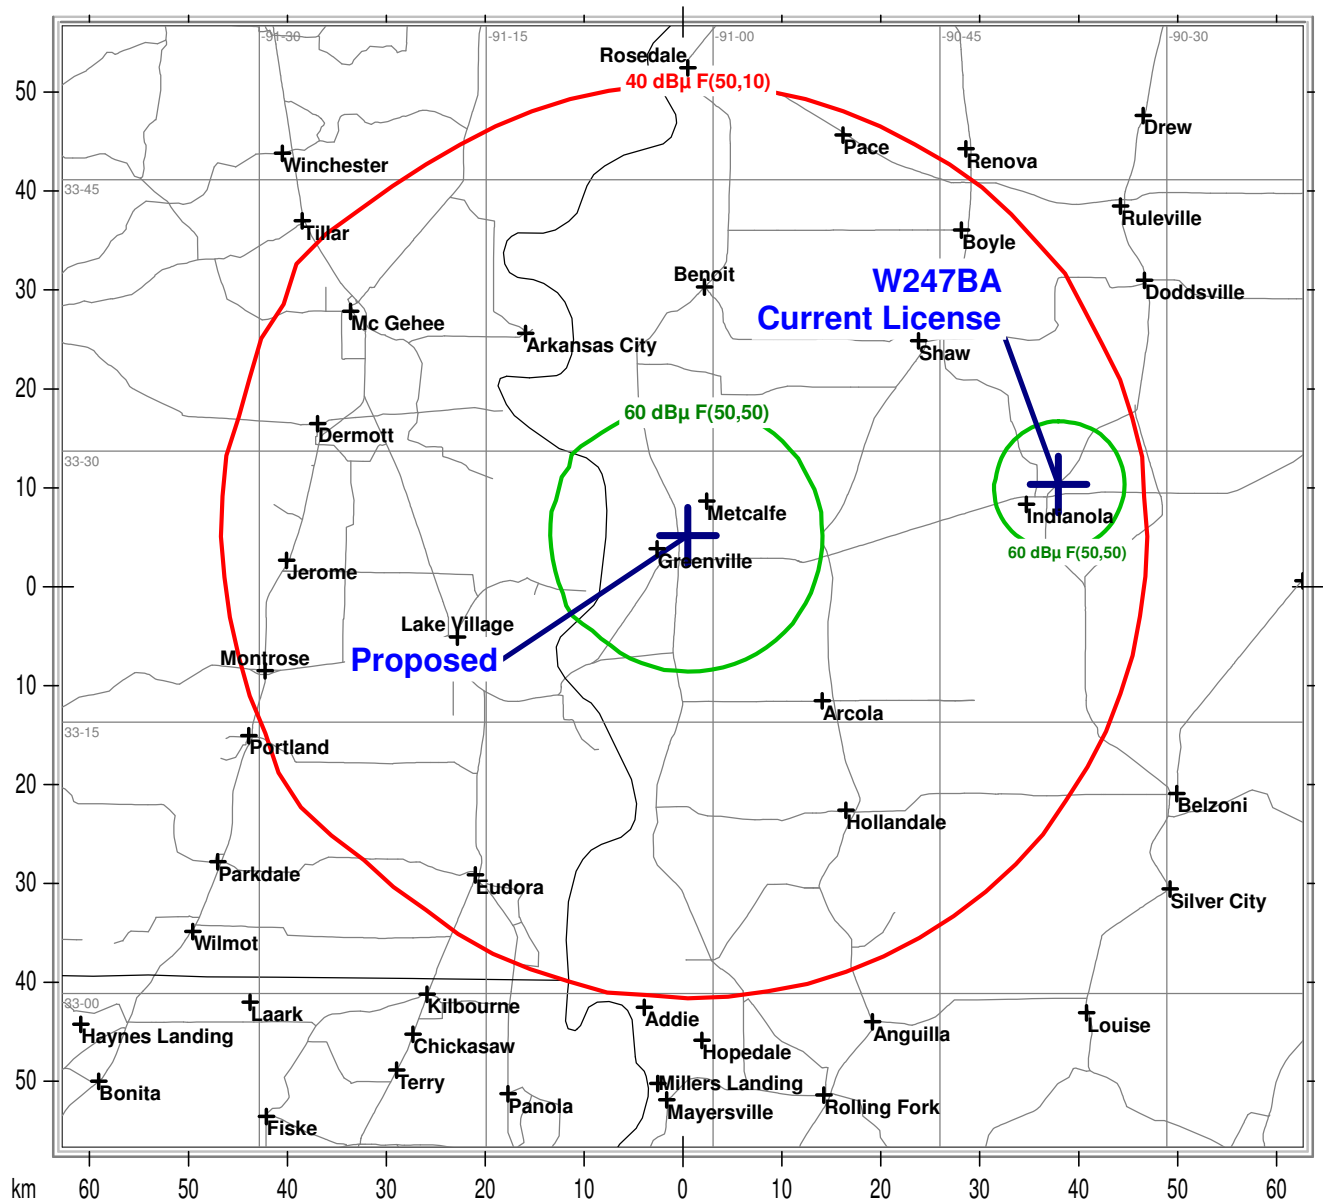 -91-30
-91-15
-91-00
-90-45
-90-30
Rosedale
40 dBµ F(50,10)
50
Drew
Pace
Renova
Winchester
40
33-45
Ruleville
Tillar
Boyle
Benoit
W247BA
Current License
30
Doddsville
Mc Gehee
Arkansas City
Shaw
20
60 dBµ F(50,50)
Dermott
33-30
10
Metcalfe
Indianola
60 dBµ F(50,50)
Greenville
Jerome
0
Lake Village
Montrose
Proposed
10
Arcola
33-15
Portland
20
Belzoni
Hollandale
30
Parkdale
Eudora
Silver City
Wilmot
40
33-00
Laark
Kilbourne
Addie
Haynes Landing
Louise
Anguilla
Chickasaw
Hopedale
50
Bonita
Terry
Millers Landing
Panola
Mayersville
Rolling Fork
Fiske
km
60
50
40
30
20
10
0
10
20
30
40
50
60